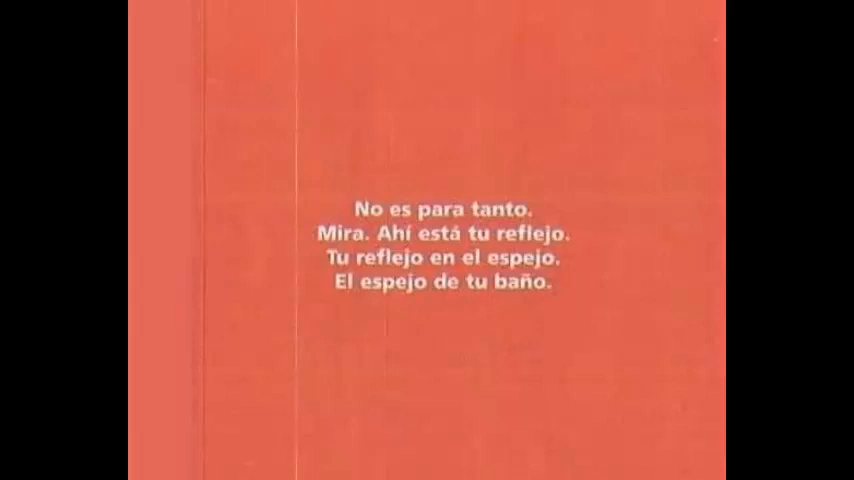 No es para tanto.
Mira. Ahí está tu reflejo.
Tu reflejo en el espejo.
El espejo de tu baño.